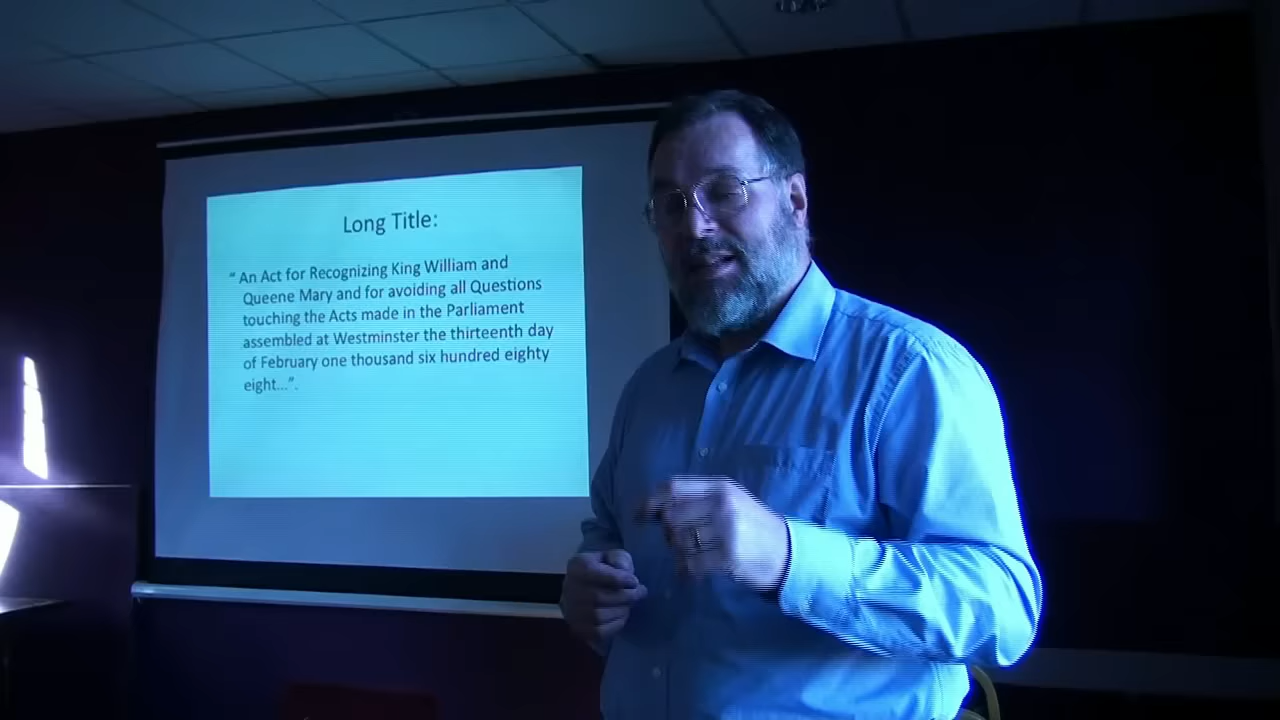 Long Title:
“ An Act for Recognizing King William and
Queene Mary and for avoiding all Questions
touching the Acts made in the Parliament
assembled at Westminster the thirteenth day
of February one thousand six hundred eighty
eight...”.